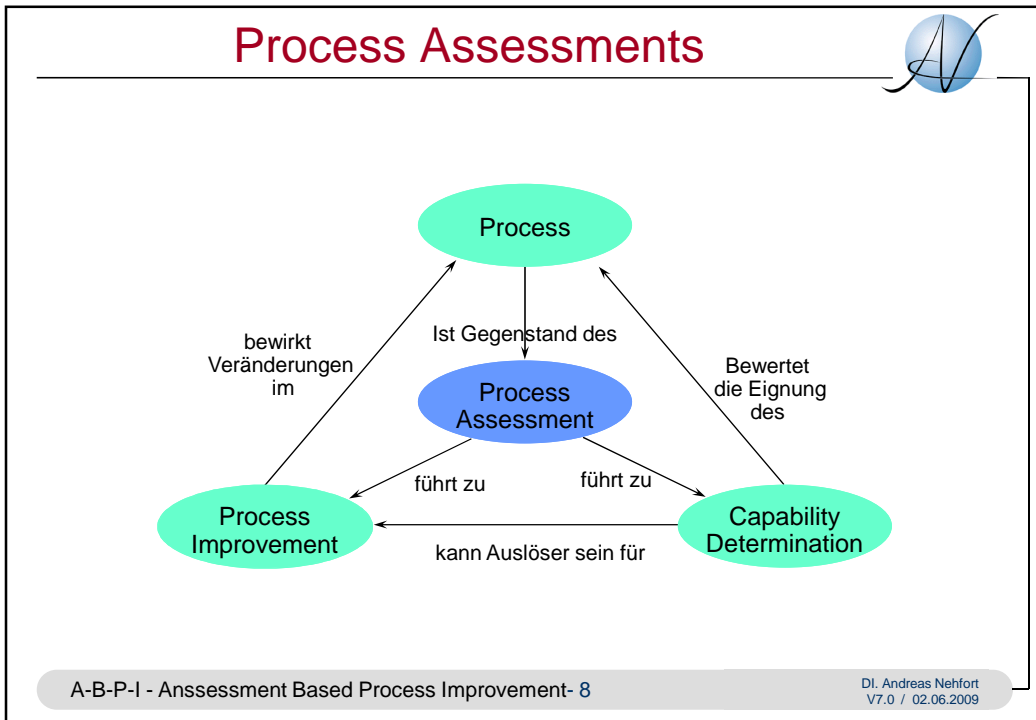 Process Assessments
Process
Ist Gegenstand des
bewirkt
Veränderungen
im
Bewertet
die Eignung
des
Process
Assessment
führt zu
führt zu
Process
Improvement
Capability
Determination
kann Auslöser sein für
A-B-P-I - Anssessment Based Process Improvement- 8
DI. Andreas Nehfort
V7.0 / 02.06.2009